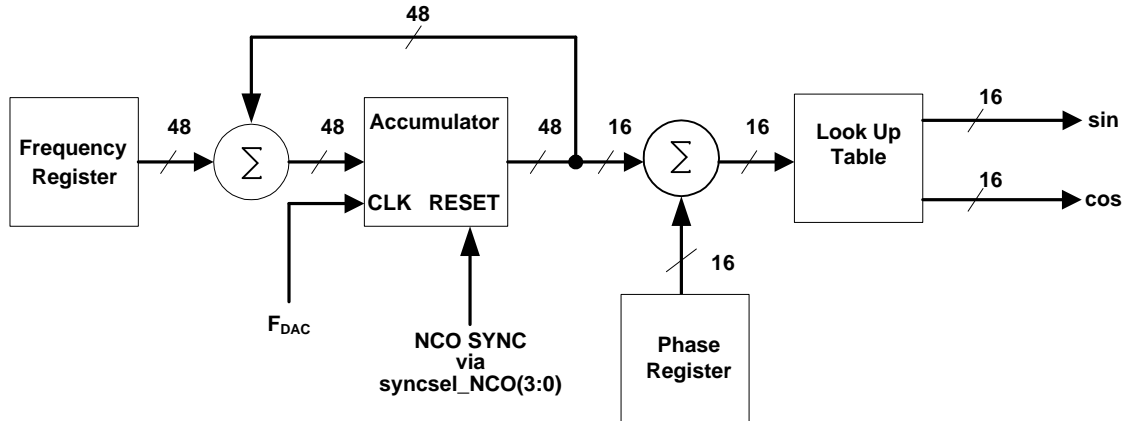 48
Frequency
Register
48
Σ
48
Accumulator
CLK RESET
48
16
Σ
16
Look Up
Table
16
sin
16
cos
F_DAC
NCO SYNC
via
syncsel_NCO(3:0)
16
Phase
Register